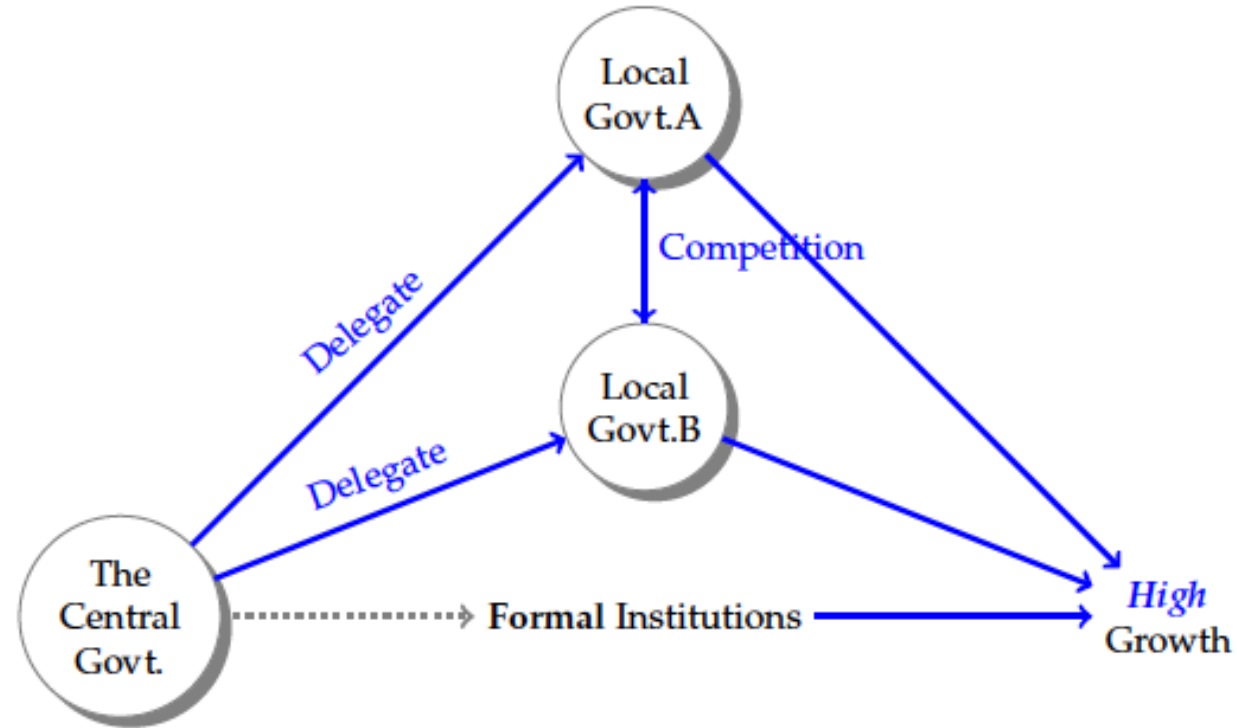 Local
Govt.A
Competition
Delegate
Local
Govt.B
Delegate
The
Central
Govt.
Formal Institutions
High
Growth